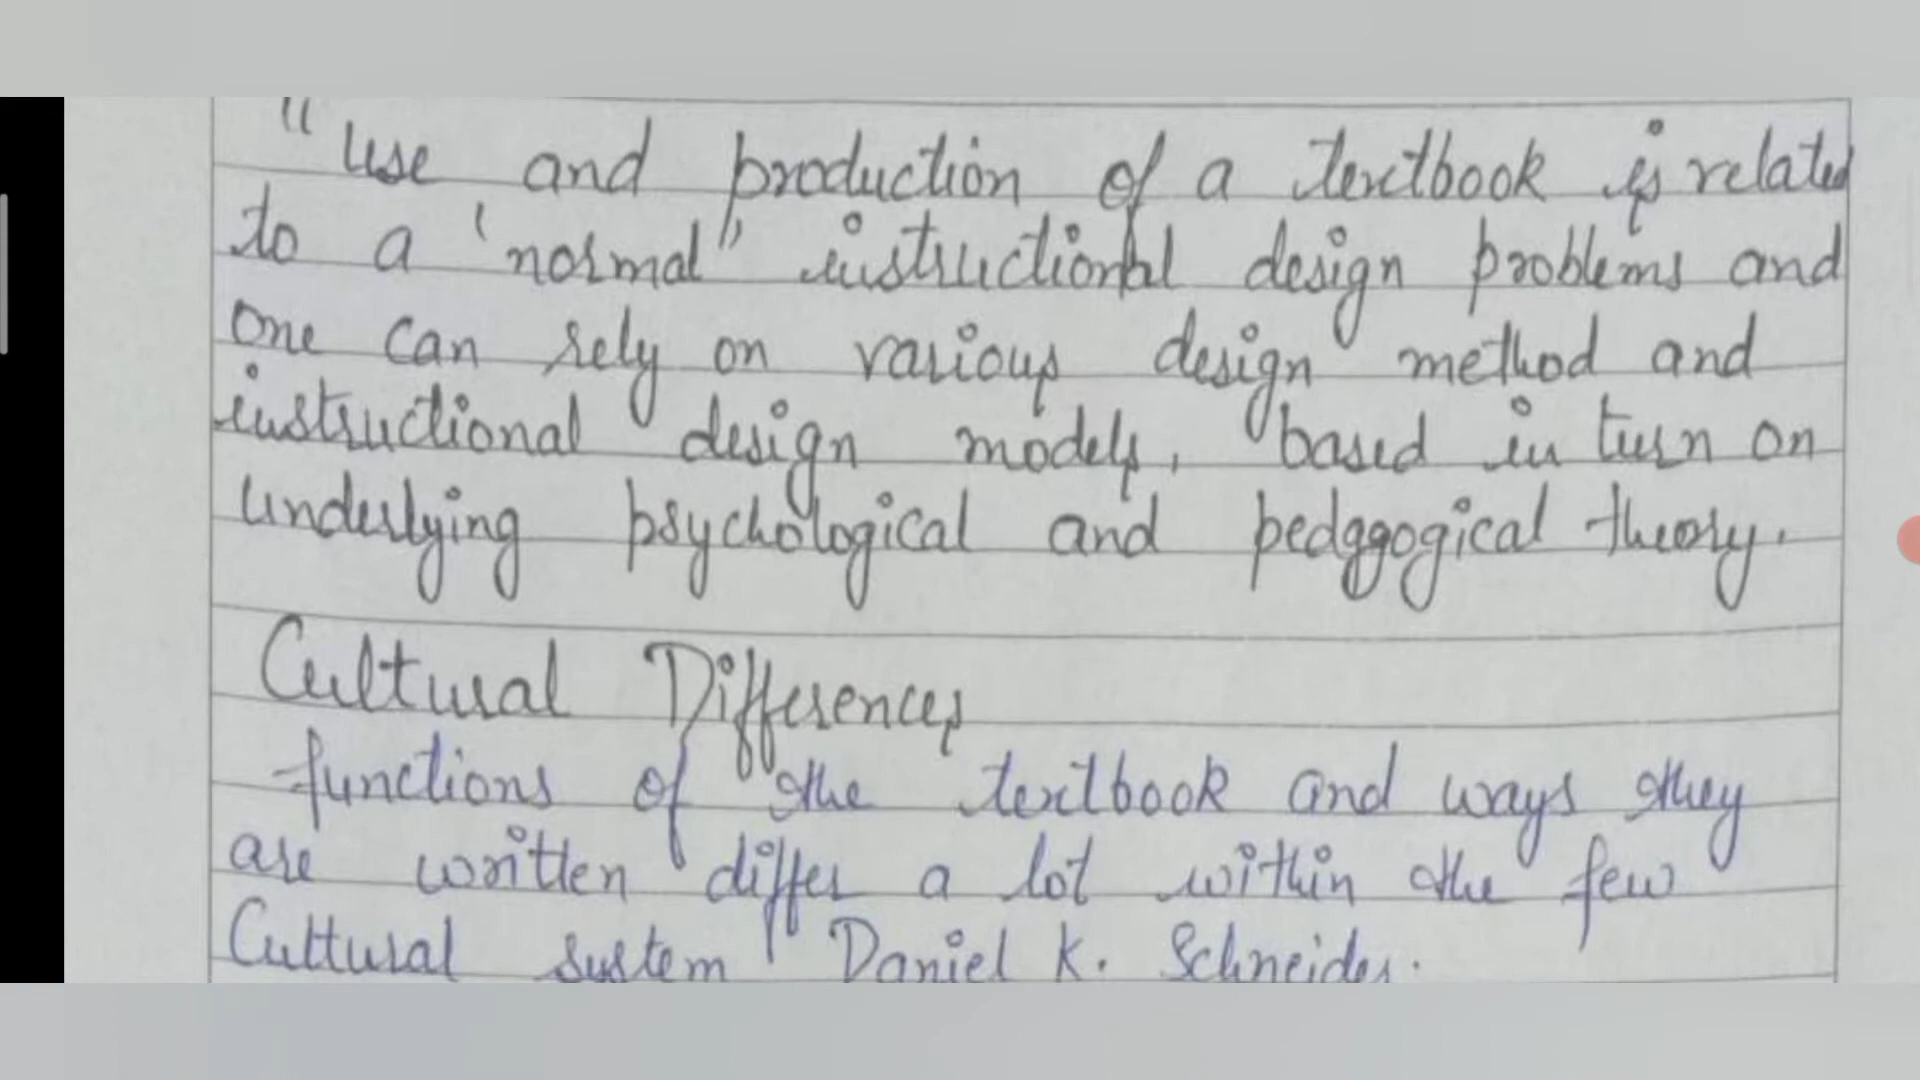 "use and production of a textbook is related
to a 'normal" instructional design problems and
one can rely on various design method and
instructional design models, based in turn on
underlying psychological and pedggogical theory.
Cultural Differences
functions of the textbook and ways they
are written differ a lot within the few
Cultural system " Daniel K. Schneider.